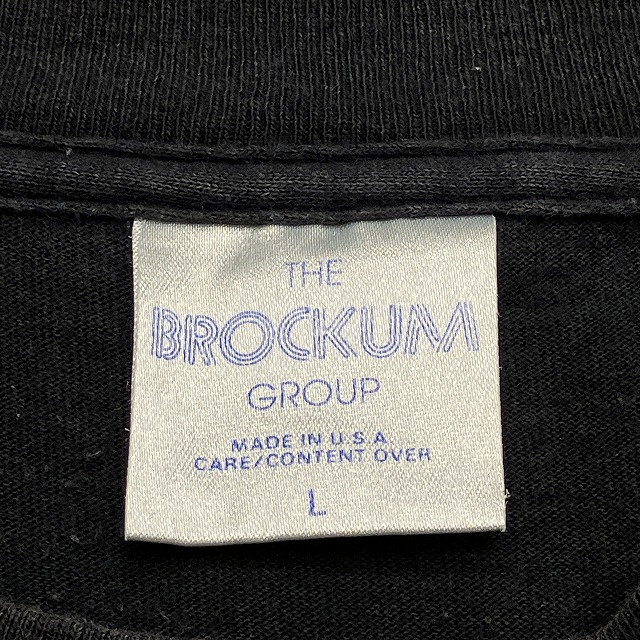 THE
BROCKUM
GROUP
MADE IN U.S.A.
CARE/CONTENT OVER
L